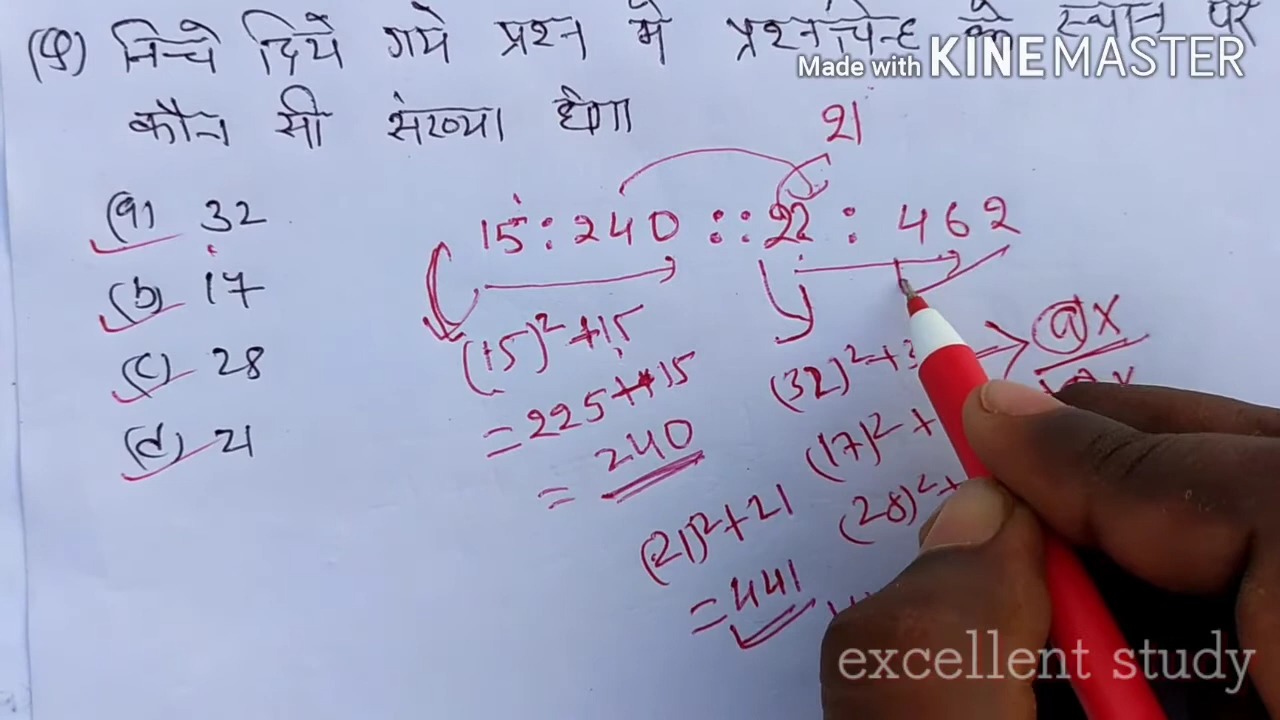 (Q) निन्चे दिये गये प्रश्न मे प्रश्नचिन्ह के स्थान पर
Made with KINEMASTER
कौन सी संख्या होगा
21
(a) 32
15 : 240 :: 22 : 462
(b) 17
(15)² + 15
(c) 28
= 225 + 15
(32)² + 3
(a) X
(d) 21
= 240
(17)² +
(21)² + 21
(28)² +
= 441
excellent study